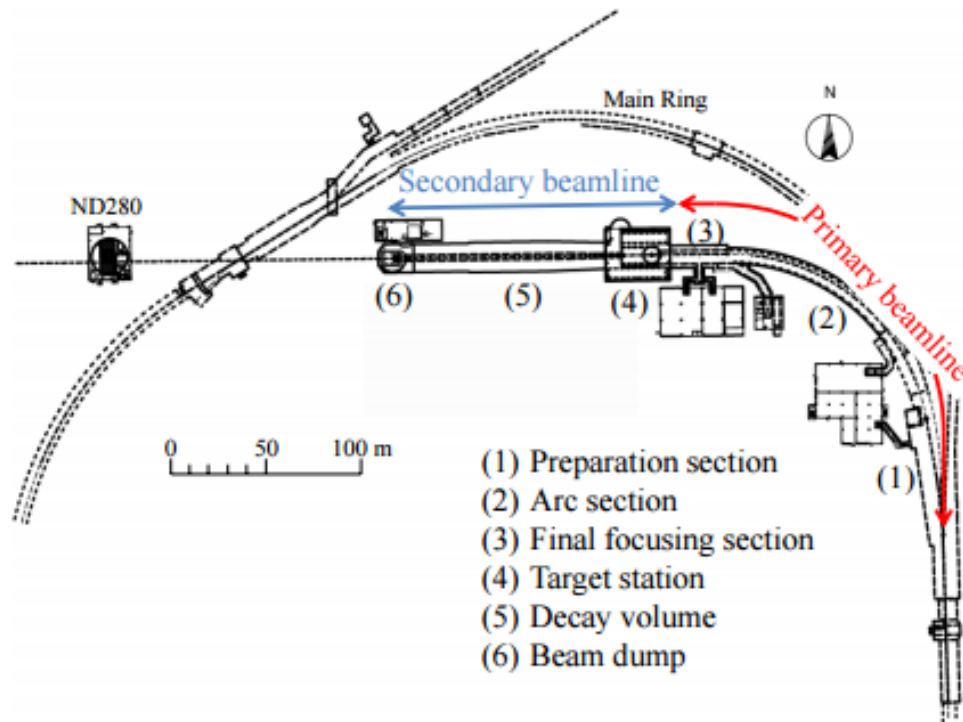 Main Ring
N
Secondary beamline
ND280
Primary beamline
(3)
(6)
(5)
(4)
(2)
0 50 100 m
(1)
(1) Preparation section
(2) Arc section
(3) Final focusing section
(4) Target station
(5) Decay volume
(6) Beam dump